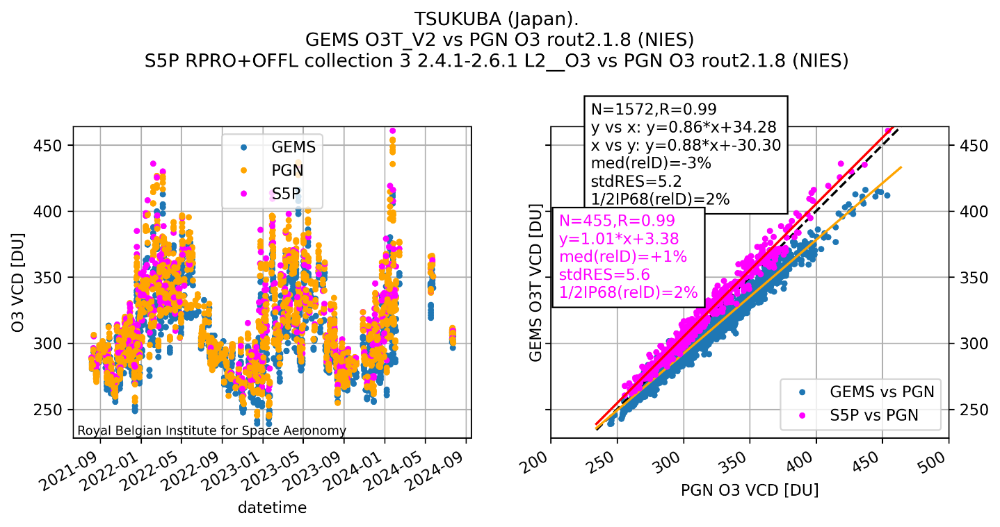 TSUKUBA (Japan).
GEMS O3T_V2 vs PGN O3 rout2.1.8 (NIES)
S5P RPRO+OFFL collection 3 2.4.1-2.6.1 L2__O3 vs PGN O3 rout2.1.8 (NIES)
O3 VCD [DU]
450
400
350
300
250
GEMS
PGN
S5P
Royal Belgian Institute for Space Aeronomy
2021-09
2022-01
2022-05
2022-09
2023-01
2023-05
2023-09
2024-01
2024-05
2024-09
datetime
N=1572,R=0.99
y vs x: y=0.86*x+34.28
x vs y: y=0.88*x+-30.30
med(relD)=-3%
stdRES=5.2
1/2IP68(relD)=2%
N=455,R=0.99
y=1.01*x+3.38
med(relD)=+1%
stdRES=5.6
1/2IP68(relD)=2%
GEMS O3T VCD [DU]
450
400
350
300
250
GEMS vs PGN
S5P vs PGN
200
250
300
350
400
450
500
PGN O3 VCD [DU]